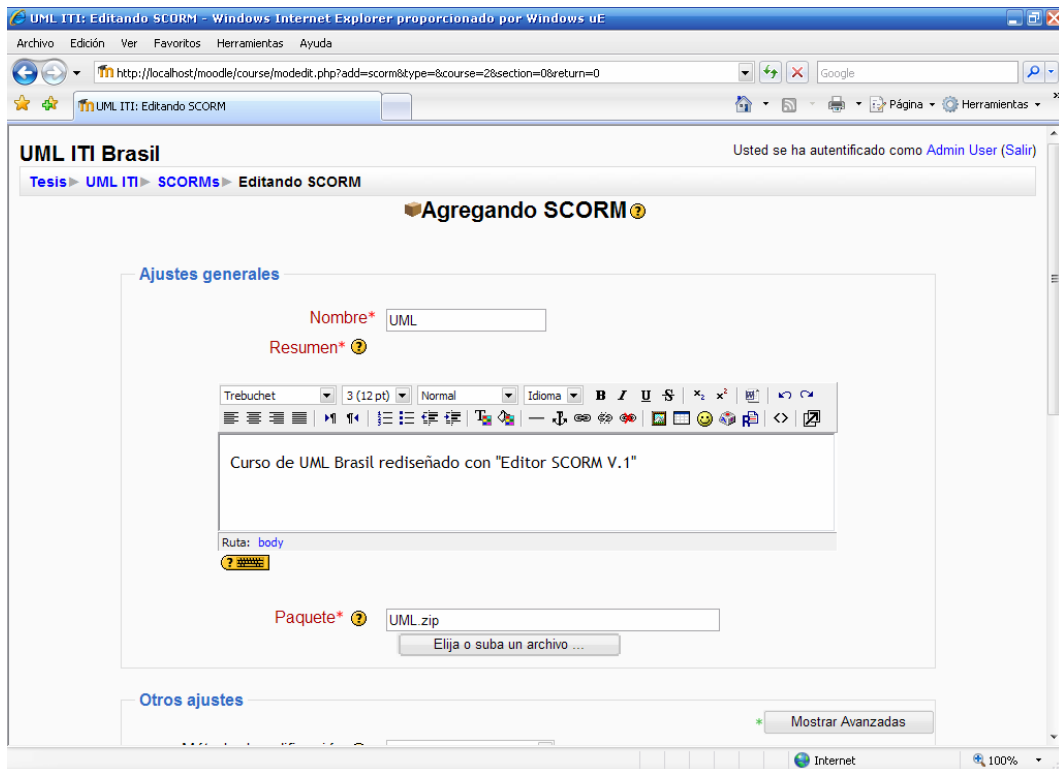 UML ITI: Editando SCORM - Windows Internet Explorer proporcionado por Windows uE
Archivo Edición Ver Favoritos Herramientas Ayuda
http://localhost/moodle/course/modedit.php?add=scorm&type=&course=2&section=0&return=0 Google
UML ITI: Editando SCORM Página Herramientas
UML ITI Brasil Usted se ha autentificado como Admin User (Salir)
Tesis UML ITI SCORMs Editando SCORM
Agregando SCORM
Ajustes generales
Nombre* UML
Resumen*
Trebuchet 3 (12 pt) Normal Idioma B I U S x₂ x²
Curso de UML Brasil rediseñado con "Editor SCORM V.1"
Ruta: body
Paquete* UML.zip
Elija o suba un archivo ...
Otros ajustes
* Mostrar Avanzadas
Internet 100%